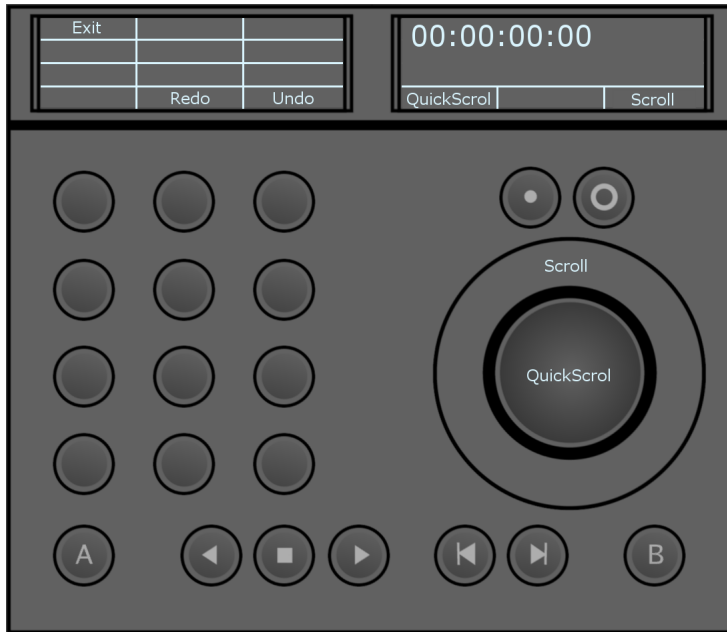 Exit
Redo Undo
00:00:00:00
QuickScrol Scroll
Scroll
QuickScrol
A B